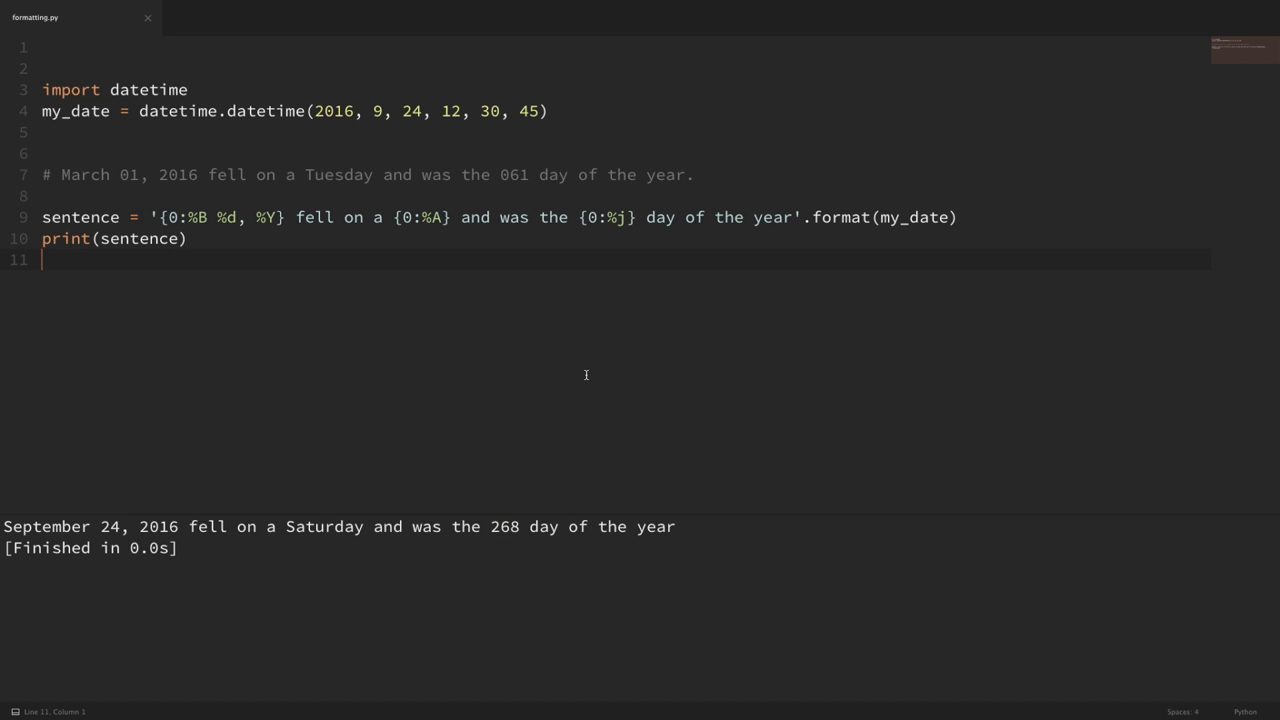 formatting.py
1
2
3 import datetime
4 my_date = datetime.datetime(2016, 9, 24, 12, 30, 45)
5
6
7 # March 01, 2016 fell on a Tuesday and was the 061 day of the year.
8
9 sentence = '{0:%B %d, %Y} fell on a {0:%A} and was the {0:%j} day of the year'.format(my_date)
10 print(sentence)
11
September 24, 2016 fell on a Saturday and was the 268 day of the year
[Finished in 0.0s]
Line 11, Column 1 Spaces: 4 Python